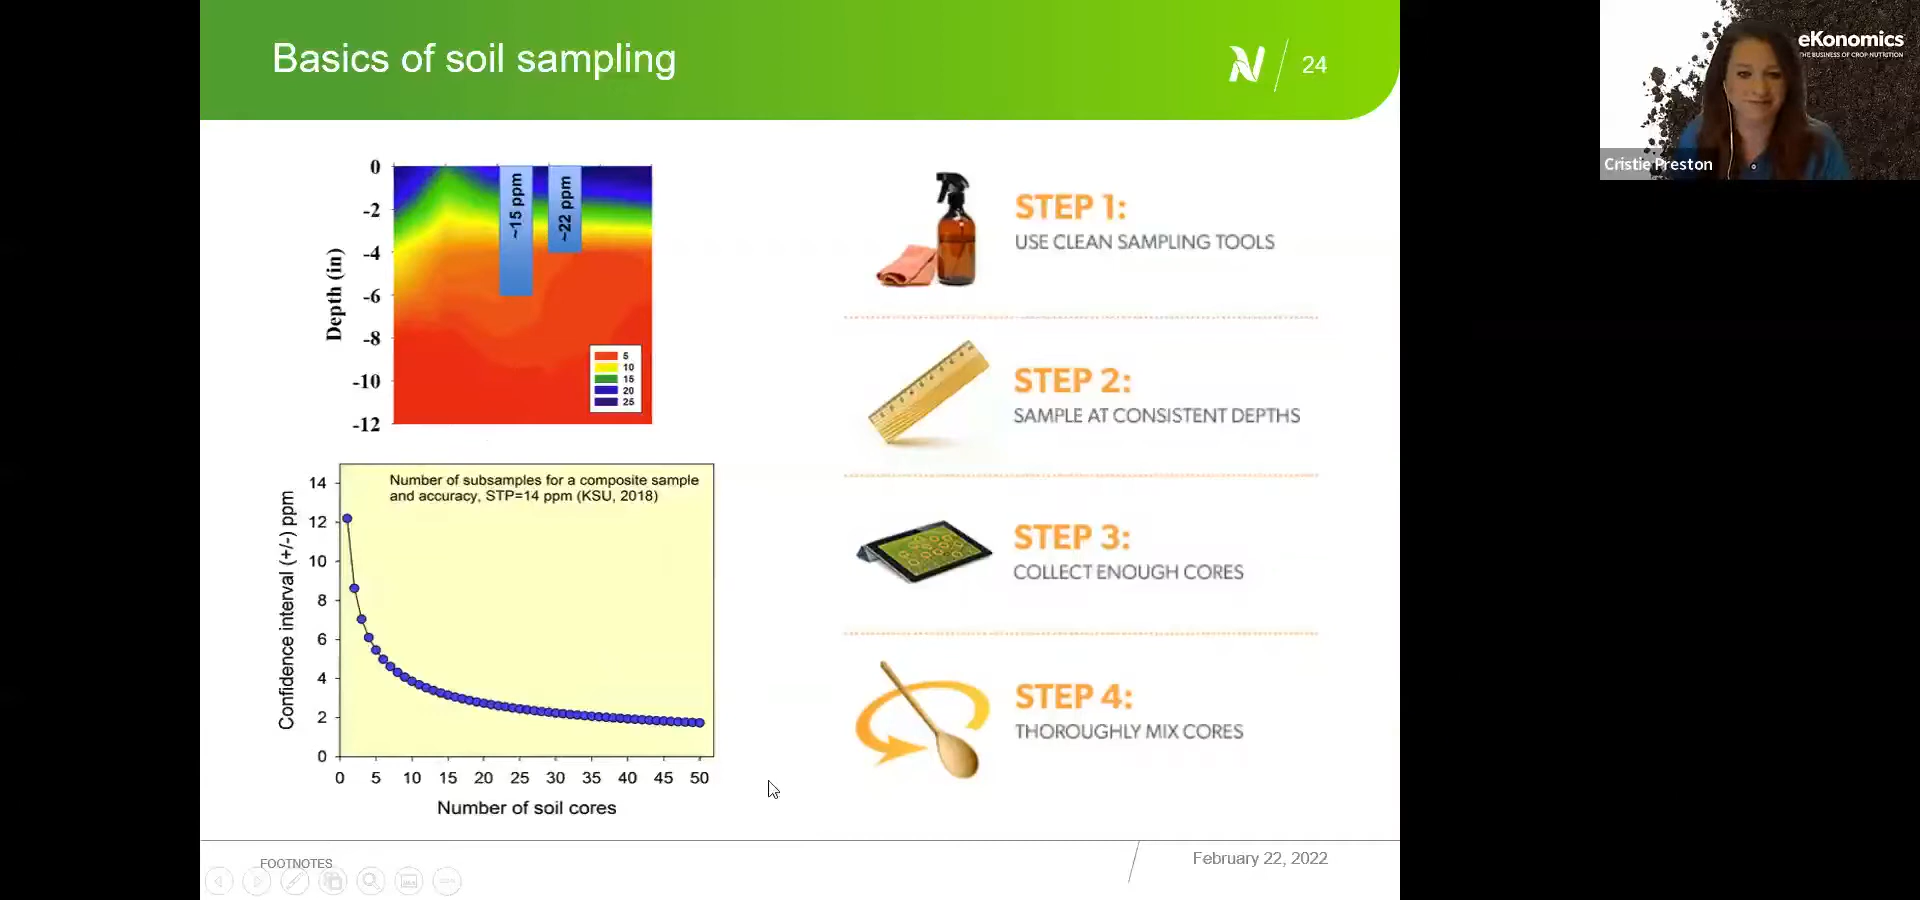 Basics of soil sampling
24
eKonomics
THE BUSINESS OF CROP NUTRITION
Cristie Preston
0
-2
-4
-6
-8
-10
-12
Depth (in)
~15 ppm
~22 ppm
5
10
15
20
25
STEP 1:
USE CLEAN SAMPLING TOOLS
STEP 2:
SAMPLE AT CONSISTENT DEPTHS
STEP 3:
COLLECT ENOUGH CORES
STEP 4:
THOROUGHLY MIX CORES
Number of subsamples for a composite sample
and accuracy, STP=14 ppm (KSU, 2018)
Confidence interval (+/-) ppm
14
12
10
8
6
4
2
0
0 5 10 15 20 25 30 35 40 45 50
Number of soil cores
FOOTNOTES
February 22, 2022